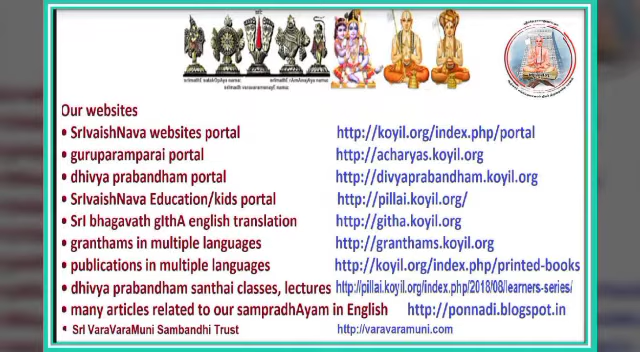 Our websites
• SrIvaishNava websites portal http://koyil.org/index.php/portal
• guruparamparai portal http://acharyas.koyil.org
• dhivya prabandham portal http://divyaprabandham.koyil.org
• SrIvaishNava Education/kids portal http://pillai.koyil.org/
• SrI bhagavath gIthA english translation http://githa.koyil.org
• granthams in multiple languages http://granthams.koyil.org
• publications in multiple languages http://koyil.org/index.php/printed-books
• dhivya prabandham santhai classes, lectures http://pillai.koyil.org/index.php/2018/08/learners-series/
• many articles related to our sampradhAyam in English http://ponnadi.blogspot.in
• SrI VaraVaraMuni Sambandhi Trust http://varavaramuni.com